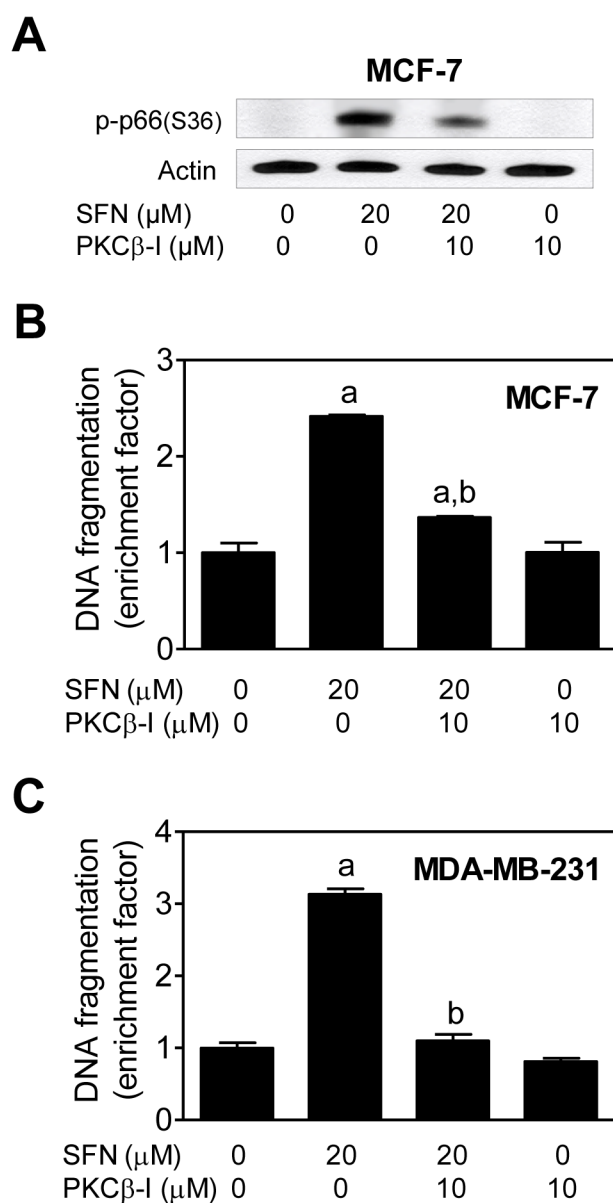 A
MCF-7
p-p66(S36)
Actin
SFN (µM) 0 20 20 0
PKCβ-I (µM) 0 0 10 10
B
DNA fragmentation
(enrichment factor)
3
2
1
0
MCF-7
a
a,b
SFN (µM) 0 20 20 0
PKCβ-I (µM) 0 0 10 10
C
DNA fragmentation
(enrichment factor)
4
3
2
1
0
MDA-MB-231
a
b
SFN (µM) 0 20 20 0
PKCβ-I (µM) 0 0 10 10